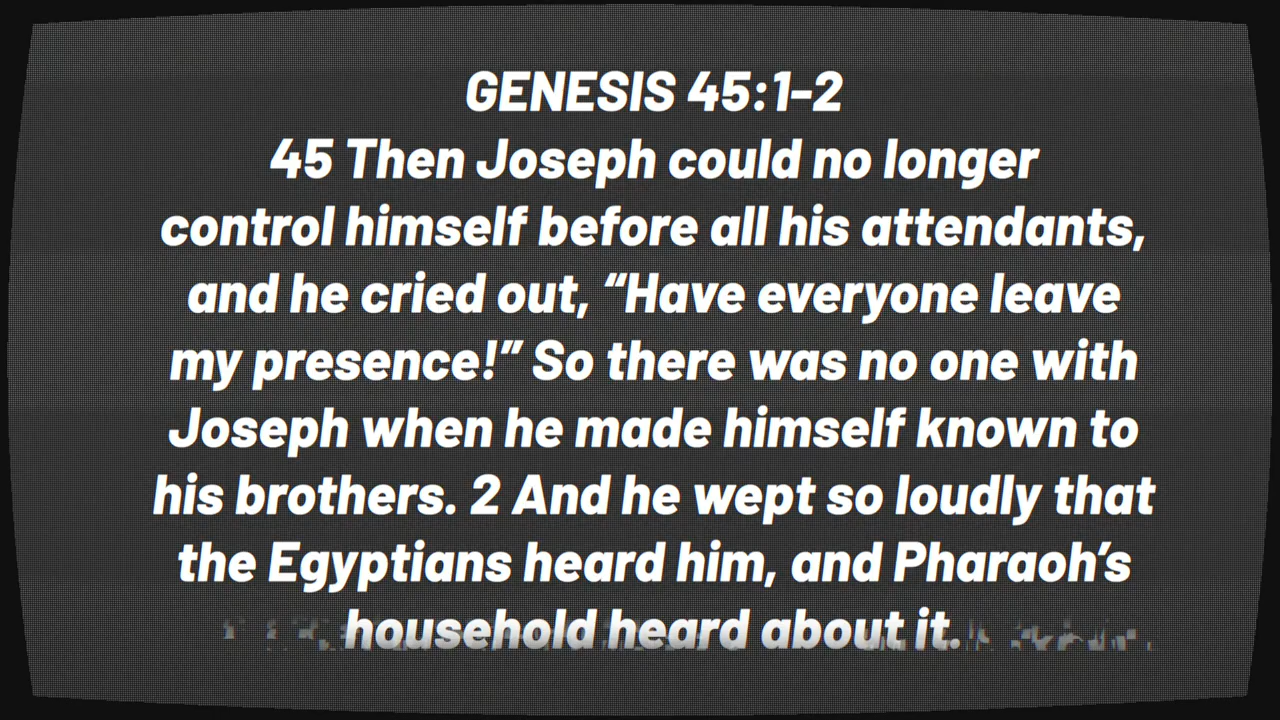 GENESIS 45:1-2
45 Then Joseph could no longer
control himself before all his attendants,
and he cried out, “Have everyone leave
my presence!” So there was no one with
Joseph when he made himself known to
his brothers. 2 And he wept so loudly that
the Egyptians heard him, and Pharaoh’s
household heard about it.